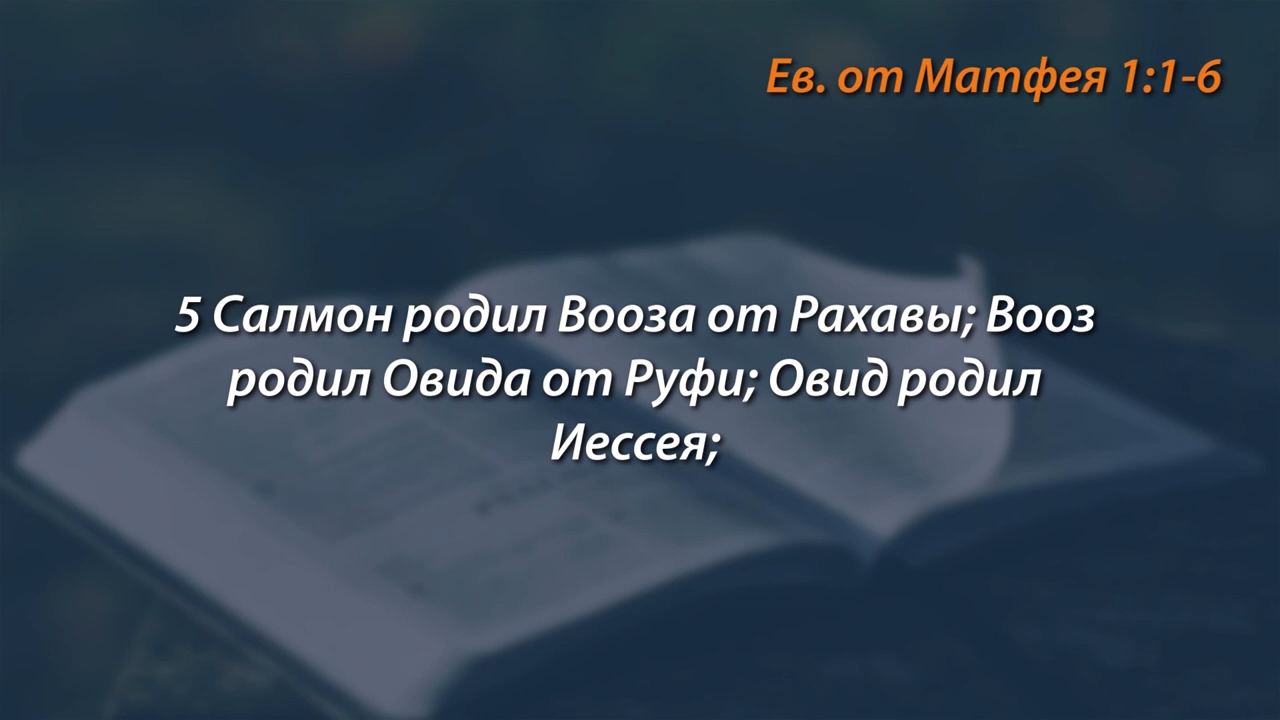 Ев. от Матфея 1:1-6
5 Салмон родил Вооза от Рахавы; Вооз
родил Овида от Руфи; Овид родил
Иессея;